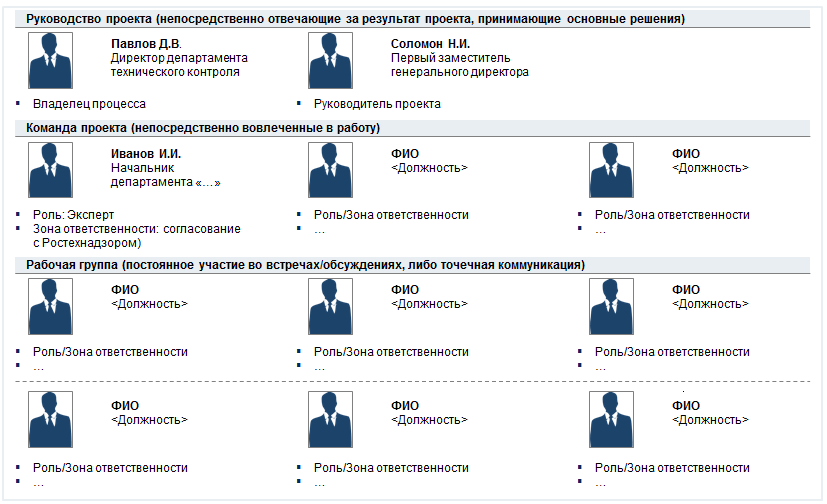 Руководство проекта (непосредственно отвечающие за результат проекта, принимающие основные решения)
Павлов Д.В.
Директор департамента
технического контроля
▪ Владелец процесса
Соломон Н.И.
Первый заместитель
генерального директора
▪ Руководитель проекта
Команда проекта (непосредственно вовлеченные в работу)
Иванов И.И.
Начальник
департамента «…»
▪ Роль: Эксперт
▪ Зона ответственности: согласование
с Ростехнадзором)
ФИО
<Должность>
▪ Роль/Зона ответственности
▪ …
ФИО
<Должность>
▪ Роль/Зона ответственности
▪ …
Рабочая группа (постоянное участие во встречах/обсуждениях, либо точечная коммуникация)
ФИО
<Должность>
▪ Роль/Зона ответственности
▪ …
ФИО
<Должность>
▪ Роль/Зона ответственности
▪ …
ФИО
<Должность>
▪ Роль/Зона ответственности
▪ …
ФИО
<Должность>
▪ Роль/Зона ответственности
▪ …
ФИО
<Должность>
▪ Роль/Зона ответственности
▪ …
ФИО
<Должность>
▪ Роль/Зона ответственности
▪ …